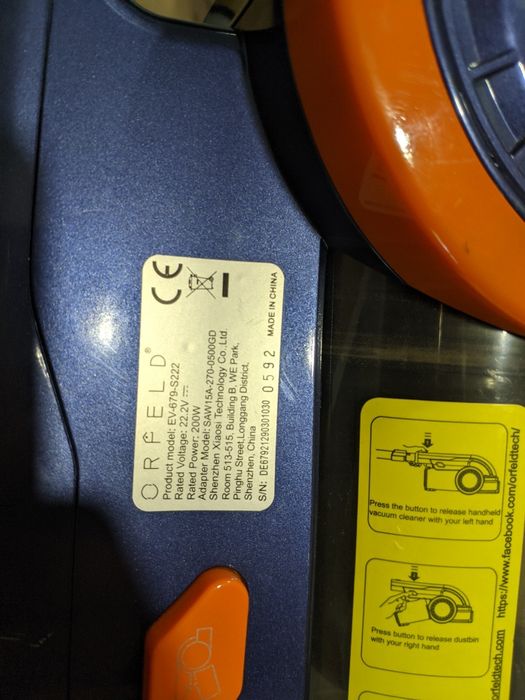 ORFELD®
Product model: EV-679-S222
Rated Voltage: 22.2V
Rated Power: 200W
Adapter Model: SAW15A-270-0500GD
Shenzhen Xiaosi Technology Co.,Ltd.
Room 513-515, Building B, WE Park,
Pinghu Street,Longgang District,
Shenzhen,China
S/N: DE67921290301030 0592 MADE IN CHINA
CE
Press the button to release handheld
vacuum cleaner with your left hand
Press button to release dustbin
with your right hand
orfeldtech.com https://www.facebook.com/orfeldtech/